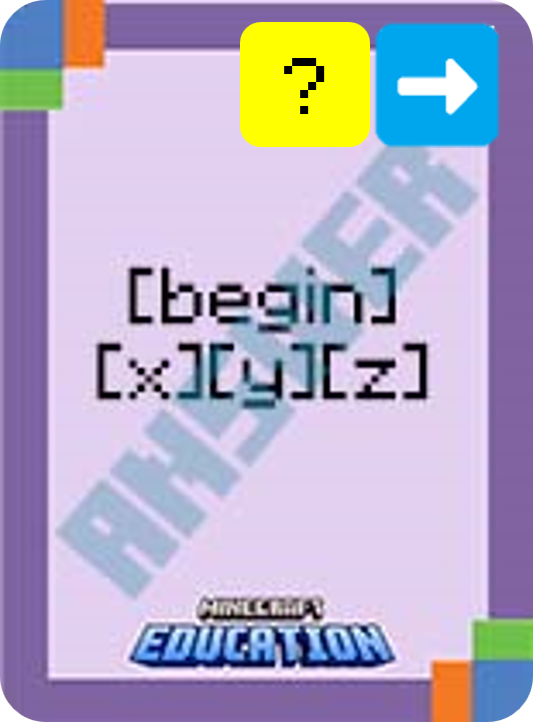 ?
[begin]
[x][y][z]
ANSWER
MINECRAFT
EDUCATION